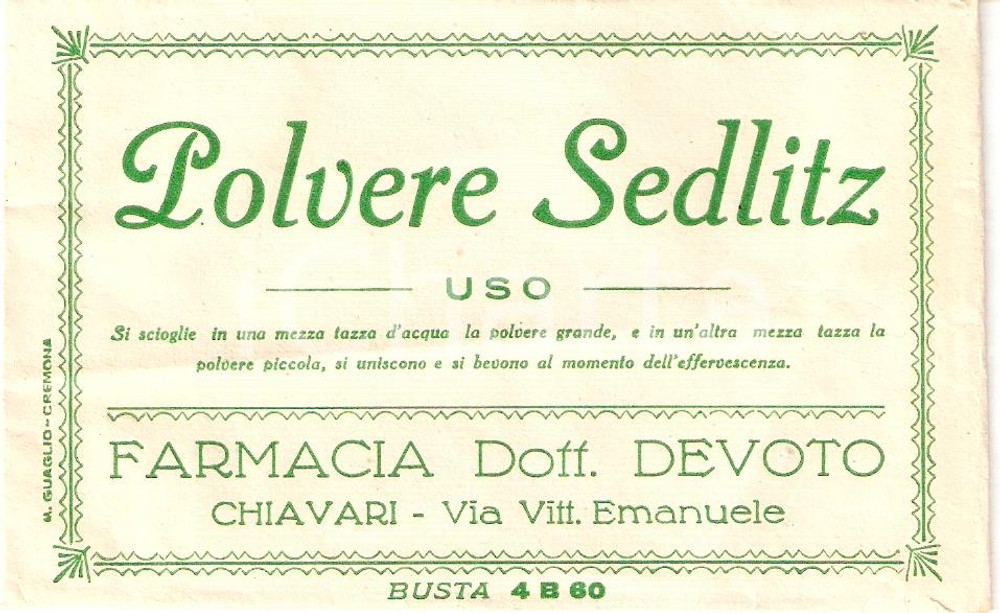 Polvere Sedlitz
USO
Si scioglie in una mezza tazza d'acqua la polvere grande, e in un'altra mezza tazza la
polvere piccola, si uniscono e si bevono al momento dell'effervescenza.
FARMACIA Dott. DEVOTO
CHIAVARI - Via Vitt. Emanuele
BUSTA 4 B 60
M. GUAGLIO - CREMONA